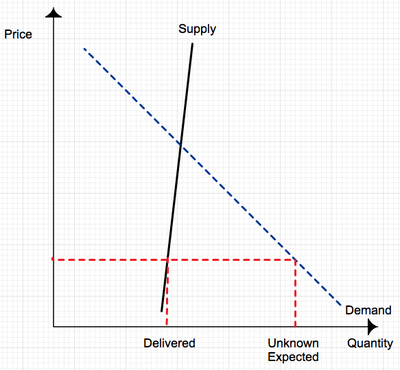 Price
Supply
Demand
Delivered
Unknown
Expected
Quantity